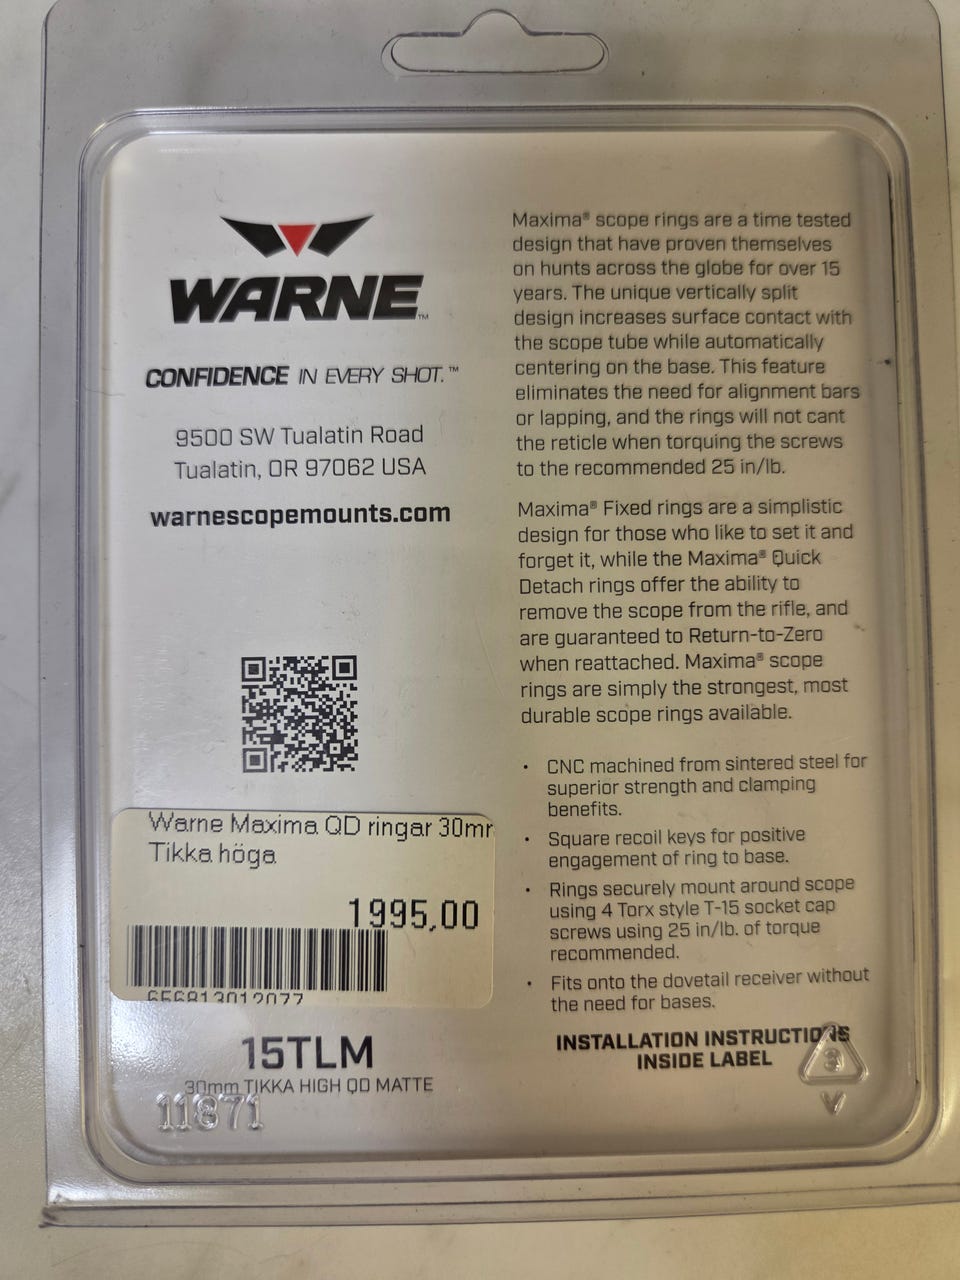 WARNE™
CONFIDENCE IN EVERY SHOT.™
9500 SW Tualatin Road
Tualatin, OR 97062 USA
warnescopemounts.com
Warne Maxima QD ringar 30mm
Tikka höga
1995,00
656813012077
15TLM
30mm TIKKA HIGH QD MATTE
11871
Maxima® scope rings are a time tested
design that have proven themselves
on hunts across the globe for over 15
years. The unique vertically split
design increases surface contact with
the scope tube while automatically
centering on the base. This feature
eliminates the need for alignment bars
or lapping, and the rings will not cant
the reticle when torquing the screws
to the recommended 25 in/lb.
Maxima® Fixed rings are a simplistic
design for those who like to set it and
forget it, while the Maxima® Quick
Detach rings offer the ability to
remove the scope from the rifle, and
are guaranteed to Return-to-Zero
when reattached. Maxima® scope
rings are simply the strongest, most
durable scope rings available.
• CNC machined from sintered steel for
superior strength and clamping
benefits.
• Square recoil keys for positive
engagement of ring to base.
• Rings securely mount around scope
using 4 Torx style T-15 socket cap
screws using 25 in/lb. of torque
recommended.
• Fits onto the dovetail receiver without
the need for bases.
INSTALLATION INSTRUCTIONS
INSIDE LABEL
V